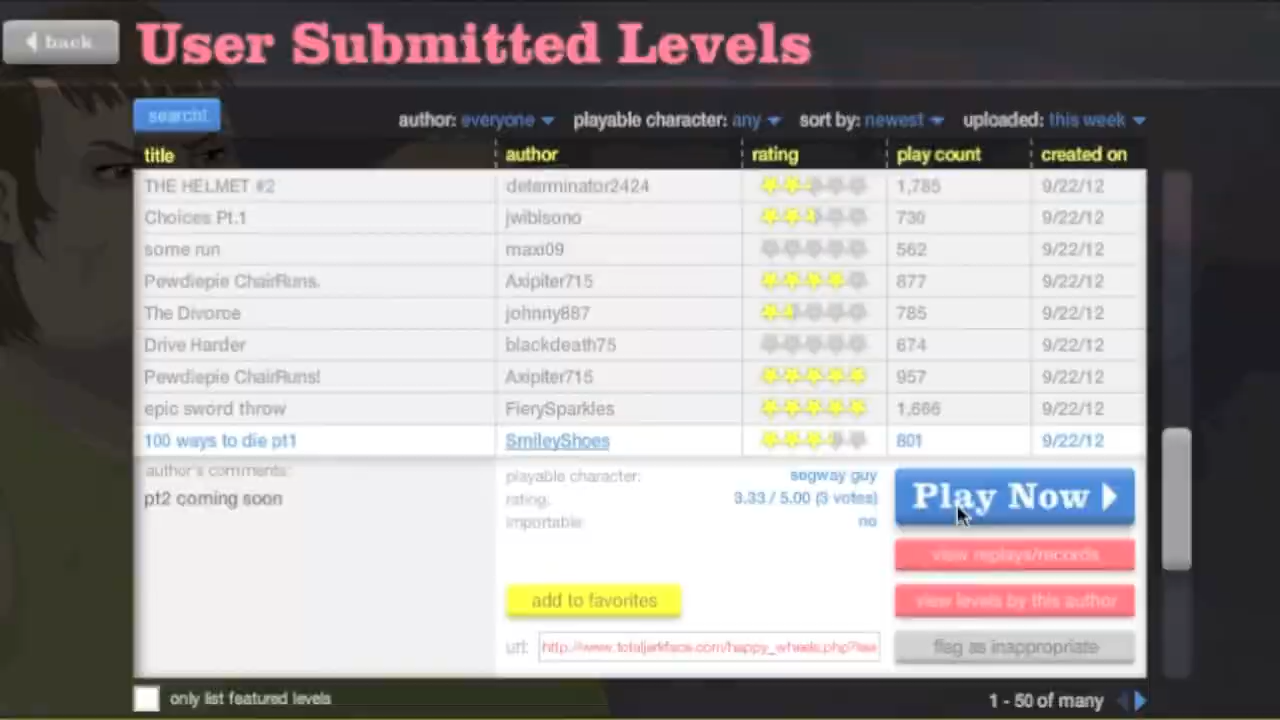 back
User Submitted Levels
search!
author: everyone playable character: any sort by: newest uploaded: this week
title author rating play count created on
THE HELMET #2 determinator2424 1,785 9/22/12
Choices Pt.1 jwibisono 730 9/22/12
some run maxi09 562 9/22/12
Pewdiepie ChairRuns. Axipiter715 877 9/22/12
The Divorce johnny887 785 9/22/12
Drive Harder blackdeath75 674 9/22/12
Pewdiepie ChairRuns! Axipiter715 957 9/22/12
epic sword throw FierySparkles 1,666 9/22/12
100 ways to die pt1 SmileyShoes 801 9/22/12
author's comments: playable character: segway guy
pt2 coming soon rating: 3.33 / 5.00 (3 votes) Play Now
importable: no
view replays/records
add to favorites view levels by this author
url: http://www.totaljerkface.com/happy_wheels.php? flag as inappropriate
only list featured levels 1 - 50 of many